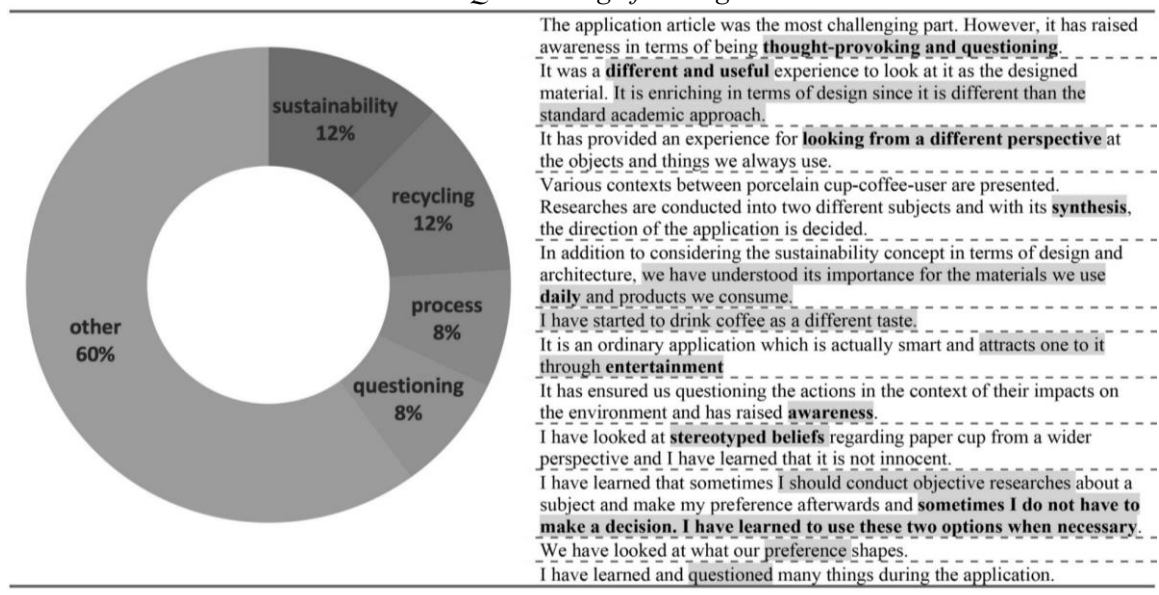 sustainability
12%
recycling
12%
process
8%
questioning
8%
other
60%
The application article was the most challenging part. However, it has raised
awareness in terms of being thought-provoking and questioning.
It was a different and useful experience to look at it as the designed
material. It is enriching in terms of design since it is different than the
standard academic approach.
It has provided an experience for looking from a different perspective at
the objects and things we always use.
Various contexts between porcelain cup-coffee-user are presented.
Researches are conducted into two different subjects and with its synthesis,
the direction of the application is decided.
In addition to considering the sustainability concept in terms of design and
architecture, we have understood its importance for the materials we use
daily and products we consume.
I have started to drink coffee as a different taste.
It is an ordinary application which is actually smart and attracts one to it
through entertainment
It has ensured us questioning the actions in the context of their impacts on
the environment and has raised awareness.
I have looked at stereotyped beliefs regarding paper cup from a wider
perspective and I have learned that it is not innocent.
I have learned that sometimes I should conduct objective researches about a
subject and make my preference afterwards and sometimes I do not have to
make a decision. I have learned to use these two options when necessary.
We have looked at what our preference shapes.
I have learned and questioned many things during the application.